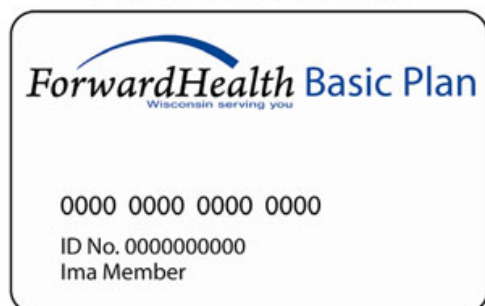 ForwardHealth Basic Plan
Wisconsin serving you
0000 0000 0000 0000
ID No. 0000000000
Ima Member